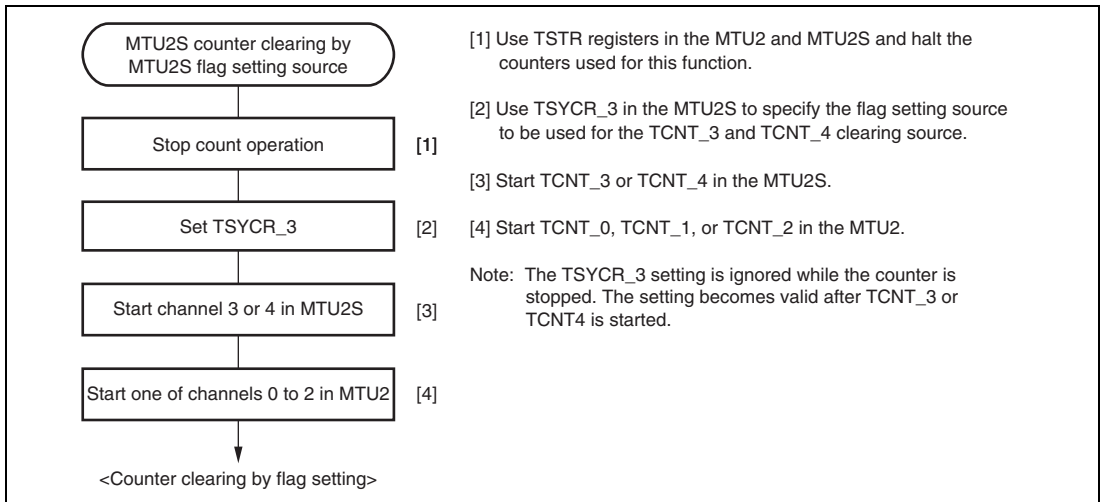 MTU2S counter clearing by
MTU2S flag setting source
Stop count operation
[1]
Set TSYCR_3
[2]
Start channel 3 or 4 in MTU2S
[3]
Start one of channels 0 to 2 in MTU2
[4]
<Counter clearing by flag setting>
[1] Use TSTR registers in the MTU2 and MTU2S and halt the
counters used for this function.
[2] Use TSYCR_3 in the MTU2S to specify the flag setting source
to be used for the TCNT_3 and TCNT_4 clearing source.
[3] Start TCNT_3 or TCNT_4 in the MTU2S.
[4] Start TCNT_0, TCNT_1, or TCNT_2 in the MTU2.
Note: The TSYCR_3 setting is ignored while the counter is
stopped. The setting becomes valid after TCNT_3 or
TCNT4 is started.